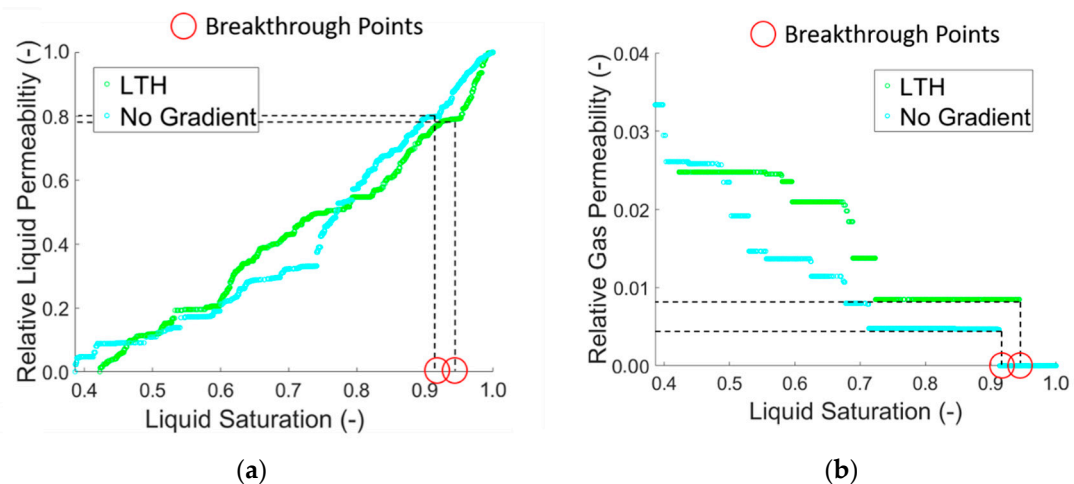 Breakthrough Points
Relative Liquid Permeability (-)
1.0
0.8
0.6
0.4
0.2
0.0
LTH
No Gradient
0.4 0.5 0.6 0.7 0.8 0.9 1.0
Liquid Saturation (-)
(a)
Breakthrough Points
Relative Gas Permeability (-)
0.04
0.03
0.02
0.01
0.00
LTH
No Gradient
0.4 0.5 0.6 0.7 0.8 0.9 1.0
Liquid Saturation (-)
(b)